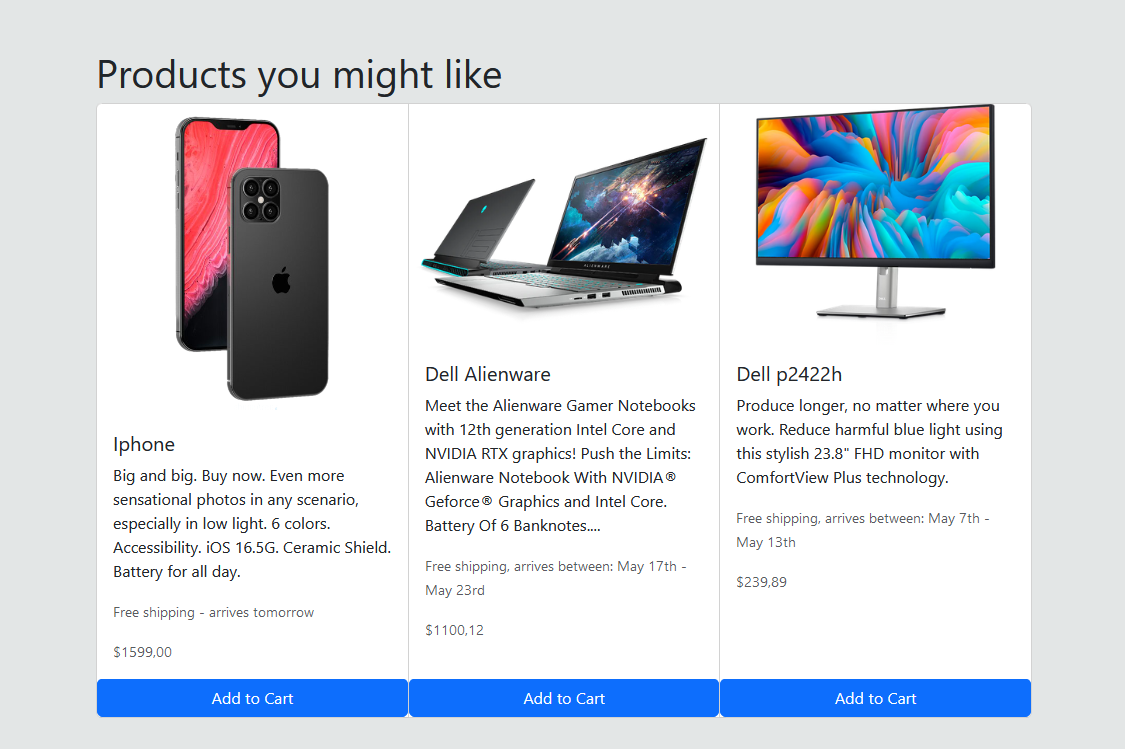 Products you might like
ALIENWARE
Iphone
Big and big. Buy now. Even more
sensational photos in any scenario,
especially in low light. 6 colors.
Accessibility. iOS 16.5G. Ceramic Shield.
Battery for all day.
Free shipping - arrives tomorrow
$1599,00
Add to Cart
Dell Alienware
Meet the Alienware Gamer Notebooks
with 12th generation Intel Core and
NVIDIA RTX graphics! Push the Limits:
Alienware Notebook With NVIDIA®
Geforce® Graphics and Intel Core.
Battery Of 6 Banknotes....
Free shipping, arrives between: May 17th -
May 23rd
$1100,12
Add to Cart
Dell p2422h
Produce longer, no matter where you
work. Reduce harmful blue light using
this stylish 23.8" FHD monitor with
ComfortView Plus technology.
Free shipping, arrives between: May 7th -
May 13th
$239,89
Add to Cart